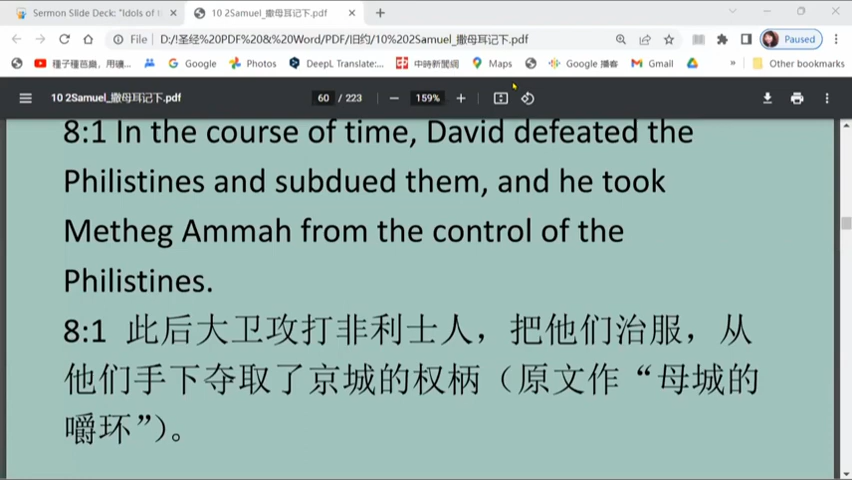 Sermon Slide Deck: "Idols of t
10 2Samuel_撒母耳记下.pdf
File
D:/!圣经%20PDF%20&%20Word/PDF/旧约/10%202Samuel_撒母耳记下.pdf
Paused
Google
Photos
DeepL Translate:...
中時新聞網
Maps
Google 播客
Gmail
»
Other bookmarks
10 2Samuel_撒母耳记下.pdf
60 / 223
159%
8:1 In the course of time, David defeated the
Philistines and subdued them, and he took
Metheg Ammah from the control of the
Philistines.
8:1 此后大卫攻打非利士人，把他们治服，从
他们手下夺取了京城的权柄（原文作“母城的
嚼环”）。